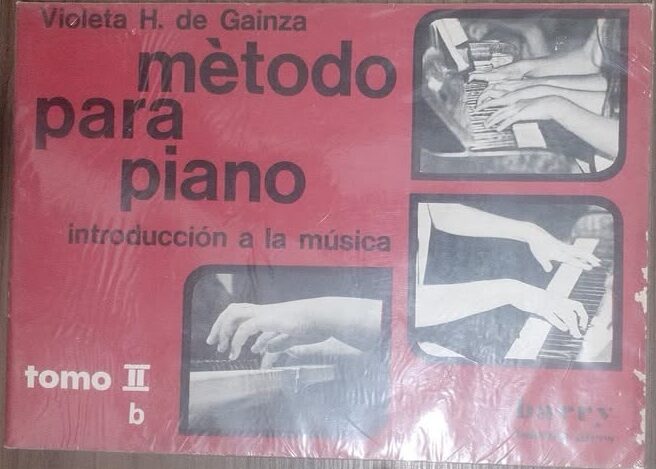 Violeta H. de Gainza
mètodo
para
piano
introducción a la música
tomo II
b
barry